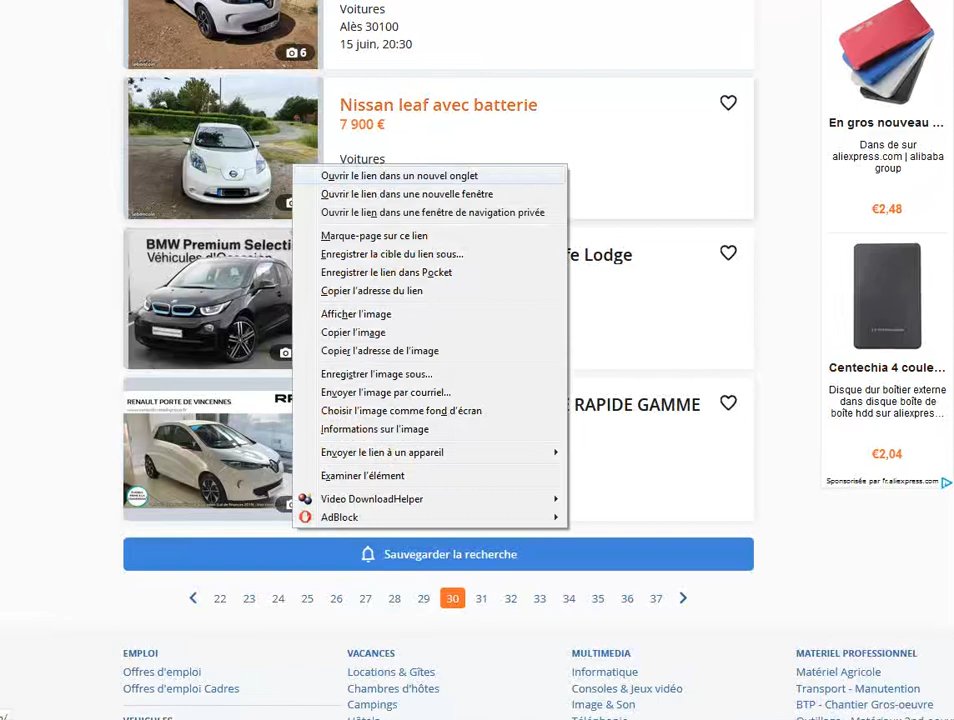 Voitures
Alès 30100
15 juin, 20:30
6
Nissan leaf avec batterie
7 900 €
Voitures
Ouvrir le lien dans un nouvel onglet
Ouvrir le lien dans une nouvelle fenêtre
Ouvrir le lien dans une fenêtre de navigation privée
Marque-page sur ce lien
Enregistrer la cible du lien sous...
Enregistrer le lien dans Pocket
Copier l'adresse du lien
Afficher l'image
Copier l'image
Copier l'adresse de l'image
Enregistrer l'image sous...
Envoyer l'image par courriel...
Choisir l'image comme fond d'écran
Informations sur l'image
Envoyer le lien à un appareil
Examiner l'élément
Video DownloadHelper
AdBlock
BMW Premium Selecti
Véhicules d'Occasion
fe Lodge
RENAULT PORTE DE VINCENNES
E RAPIDE GAMME
Sauvegarder la recherche
22 23 24 25 26 27 28 29 30 31 32 33 34 35 36 37
En gros nouveau ...
Dans de sur
aliexpress.com | alibaba
group
€2,48
Centechia 4 coule...
Disque dur boîtier externe
dans disque boîte de
boîte hdd sur aliexpres...
€2,04
Sponsorisée par fr.aliexpress.com
EMPLOI
Offres d'emploi
Offres d'emploi Cadres
VEHICULES
VACANCES
Locations & Gîtes
Chambres d'hôtes
Campings
Hôtels
MULTIMEDIA
Informatique
Consoles & Jeux vidéo
Image & Son
Téléphonie
MATERIEL PROFESSIONNEL
Matériel Agricole
Transport - Manutention
BTP - Chantier Gros-oeuvre